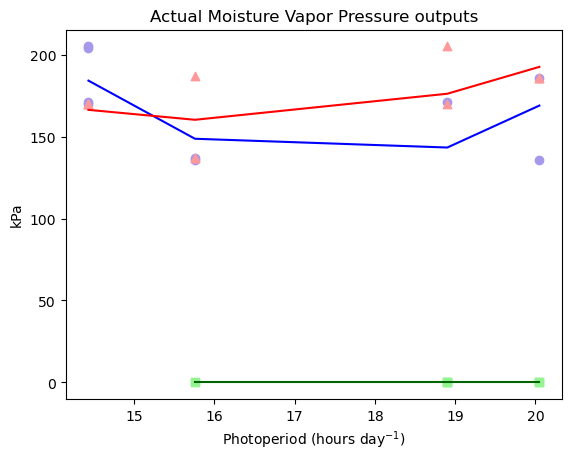 Actual Moisture Vapor Pressure outputs
200
150
100
50
0
kPa
15 16 17 18 19 20
Photoperiod (hours day⁻¹)